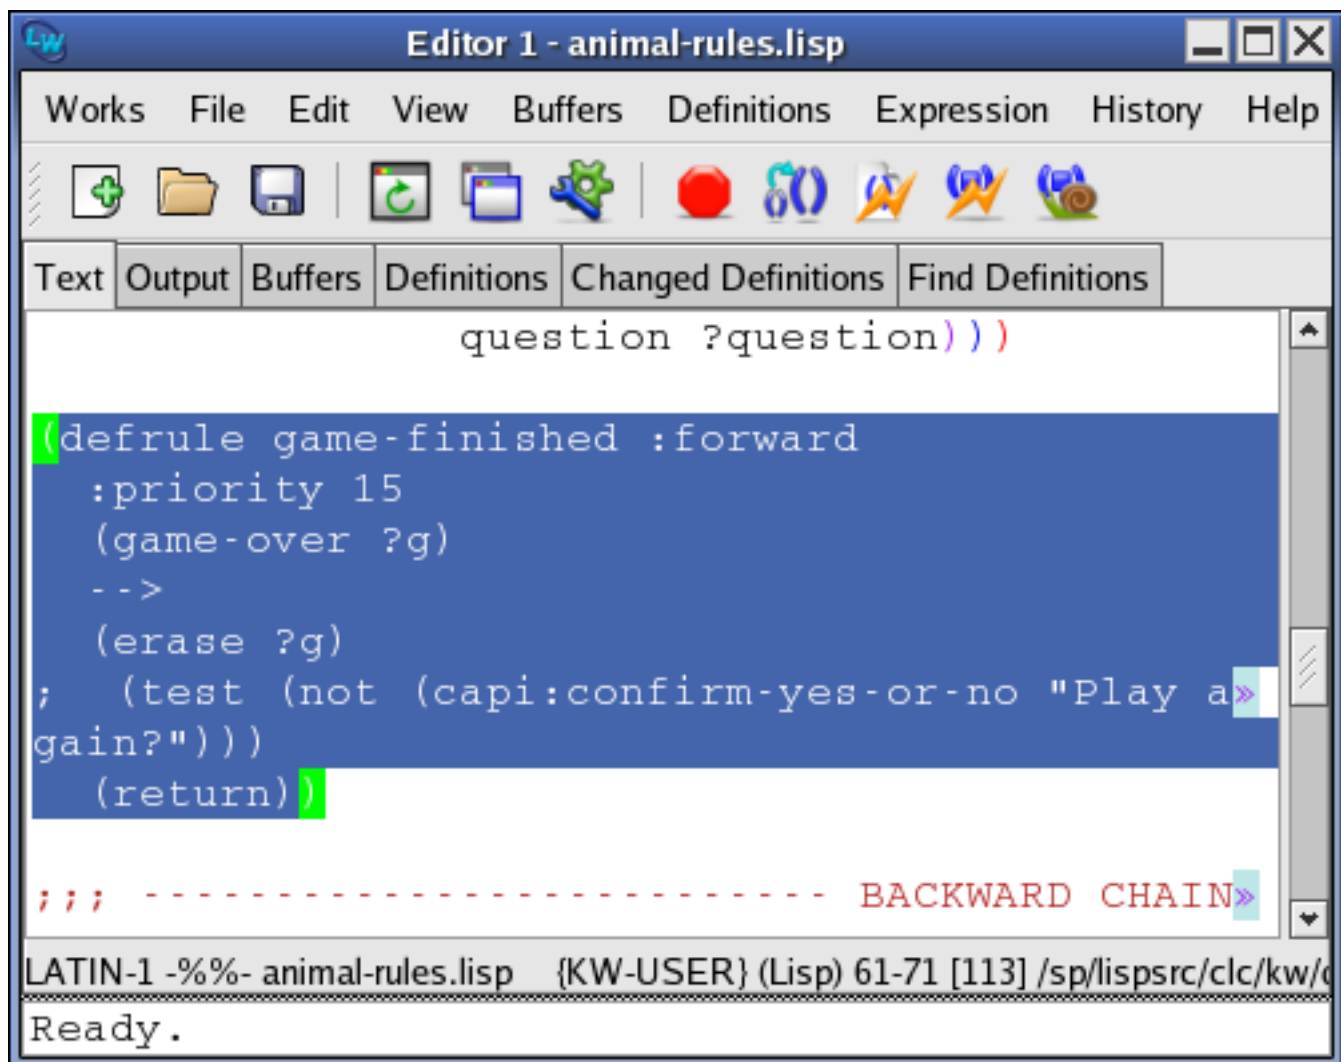 LW
Editor 1 - animal-rules.lisp
Works File Edit View Buffers Definitions Expression History Help
Text Output Buffers Definitions Changed Definitions Find Definitions
question ?question)))
(defrule game-finished :forward
:priority 15
(game-over ?g)
-->
(erase ?g)
; (test (not (capi:confirm-yes-or-no "Play a»
gain?")))
(return))
;;; --------------------------- BACKWARD CHAIN»
LATIN-1 -%%- animal-rules.lisp {KW-USER} (Lisp) 61-71 [113] /sp/lispsrc/clc/kw/
Ready.